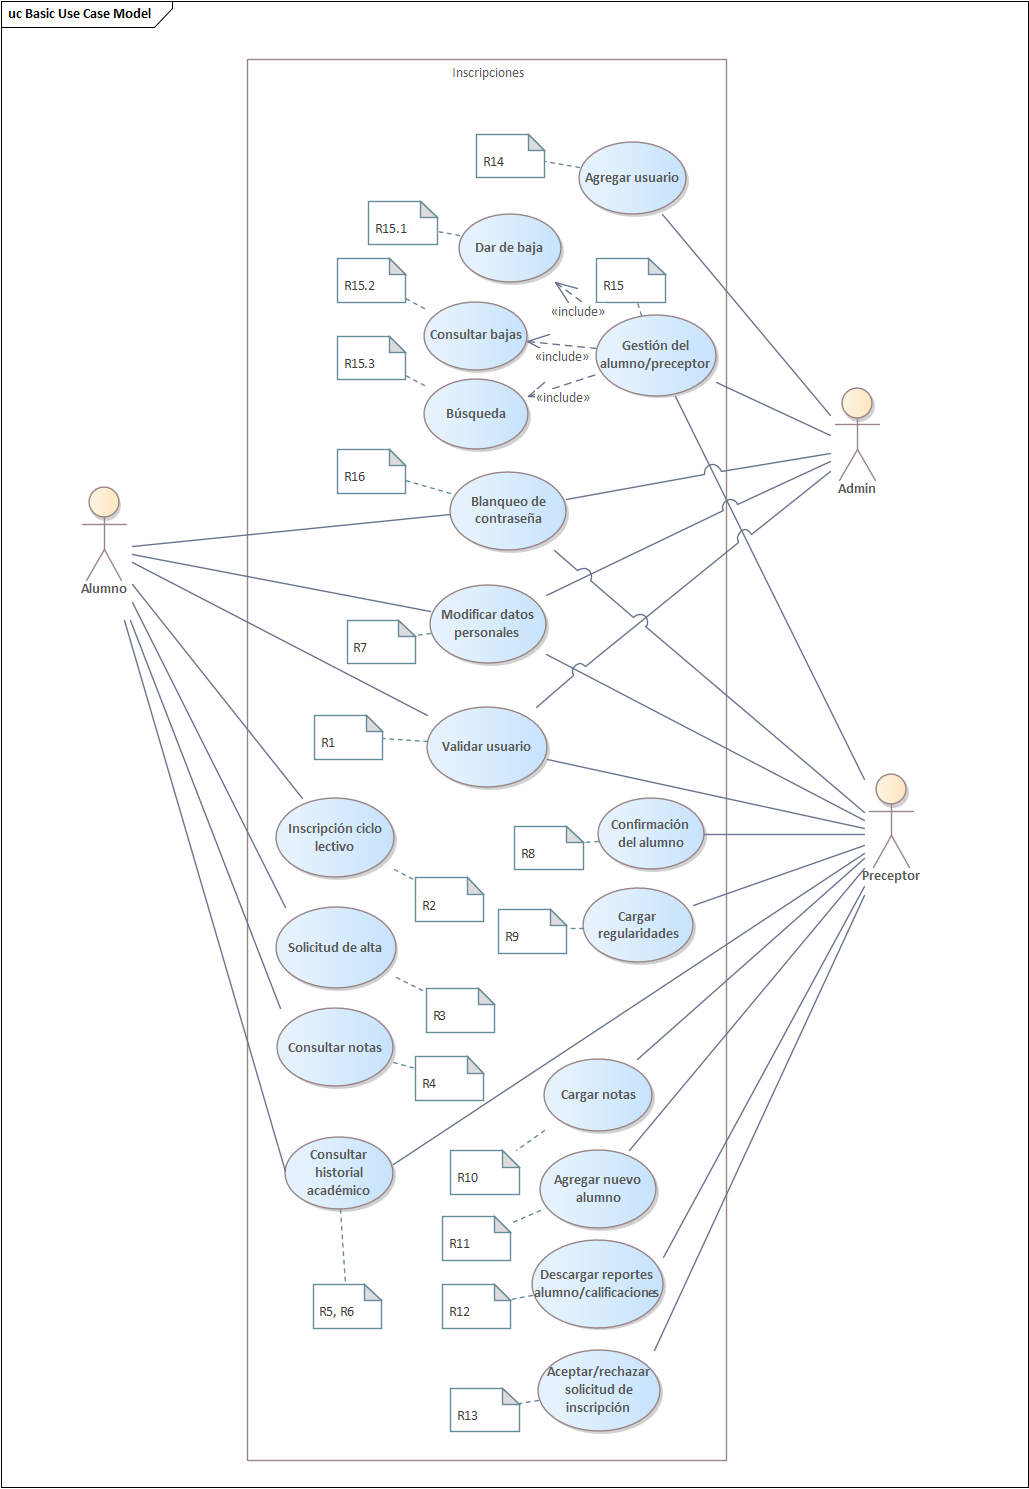 uc Basic Use Case Model
Inscripciones
R14
Agregar usuario
R15.1
Dar de baja
R15.2
R15
«include»
Consultar bajas
Gestión del
alumno/preceptor
«include»
R15.3
«include»
Búsqueda
R16
Blanqueo de
contraseña
Admin
Alumno
Modificar datos
personales
R7
R1
Validar usuario
Inscripción ciclo
lectivo
Confirmación
del alumno
R8
Preceptor
R2
Cargar
regularidades
R9
Solicitud de alta
R3
Consultar notas
R4
Cargar notas
Consultar
historial
académico
R10
Agregar nuevo
alumno
R11
Descargar reportes
alumno/calificaciones
R5, R6
R12
Aceptar/rechazar
solicitud de
inscripción
R13